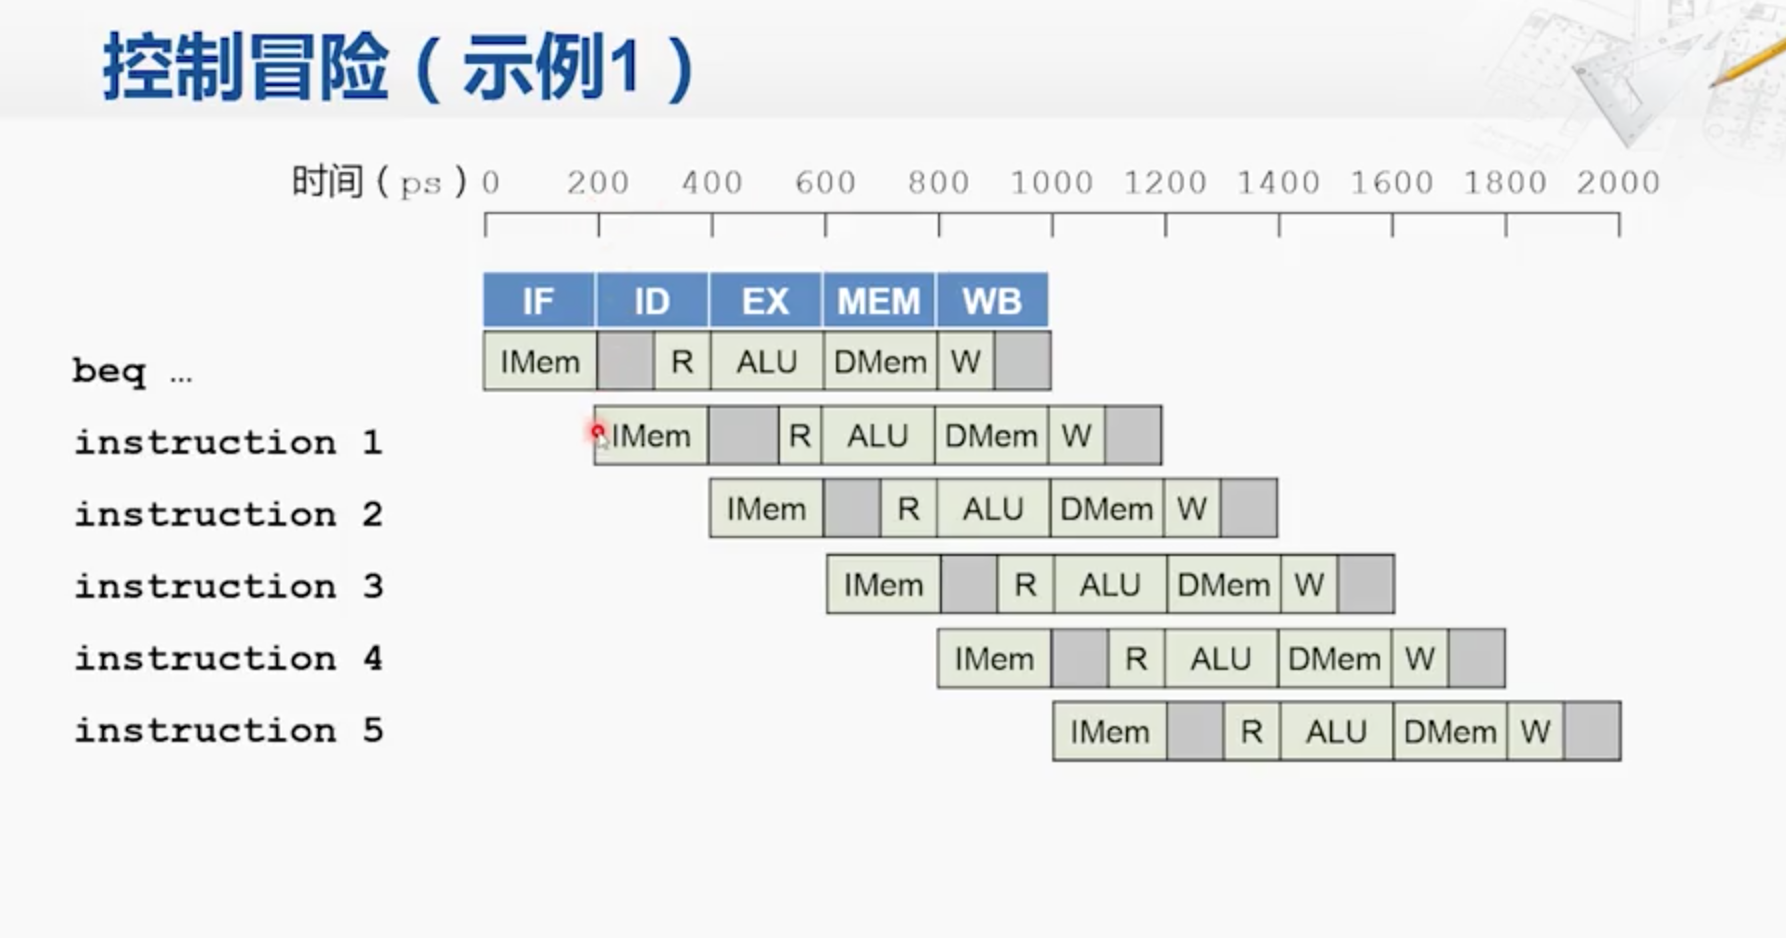 控制冒险（示例1）
时间（ps）0 200 400 600 800 1000 1200 1400 1600 1800 2000
IF ID EX MEM WB
beq … IMem R ALU DMem W
instruction 1 IMem R ALU DMem W
instruction 2 IMem R ALU DMem W
instruction 3 IMem R ALU DMem W
instruction 4 IMem R ALU DMem W
instruction 5 IMem R ALU DMem W